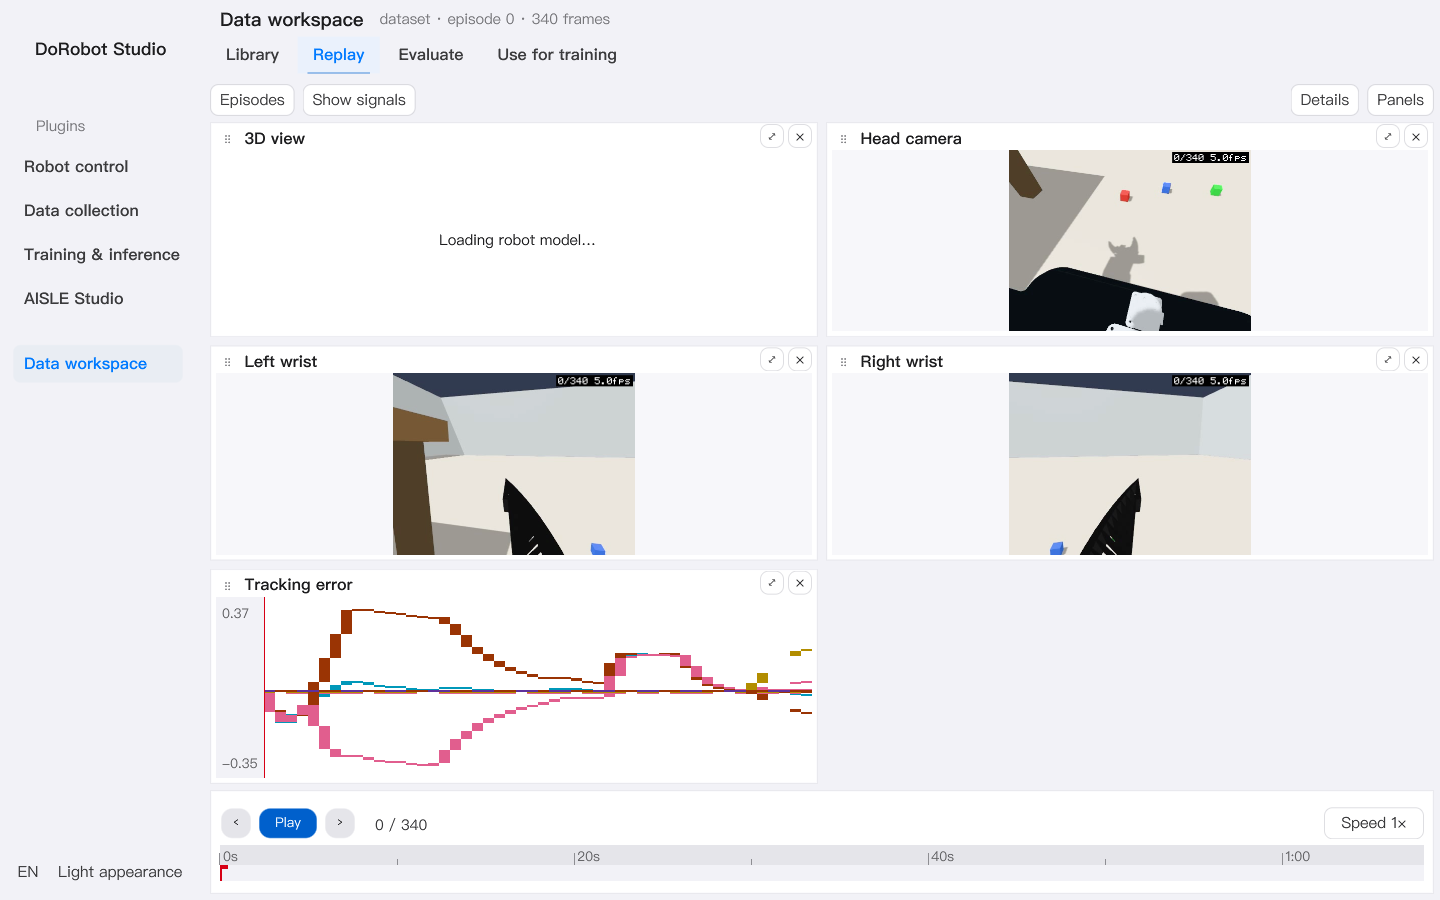 DoRobot Studio
Plugins
Robot control
Data collection
Training & inference
AISLE Studio
Data workspace
EN Light appearance
Data workspace dataset · episode 0 · 340 frames
Library Replay Evaluate Use for training
Episodes Show signals Details Panels
3D view
Loading robot model...
Head camera
0/340 5.0fps
Left wrist
0/340 5.0fps
Right wrist
0/340 5.0fps
Tracking error
0.37
−0.35
< Play > 0 / 340 Speed 1×
0s 20s 40s 1:00